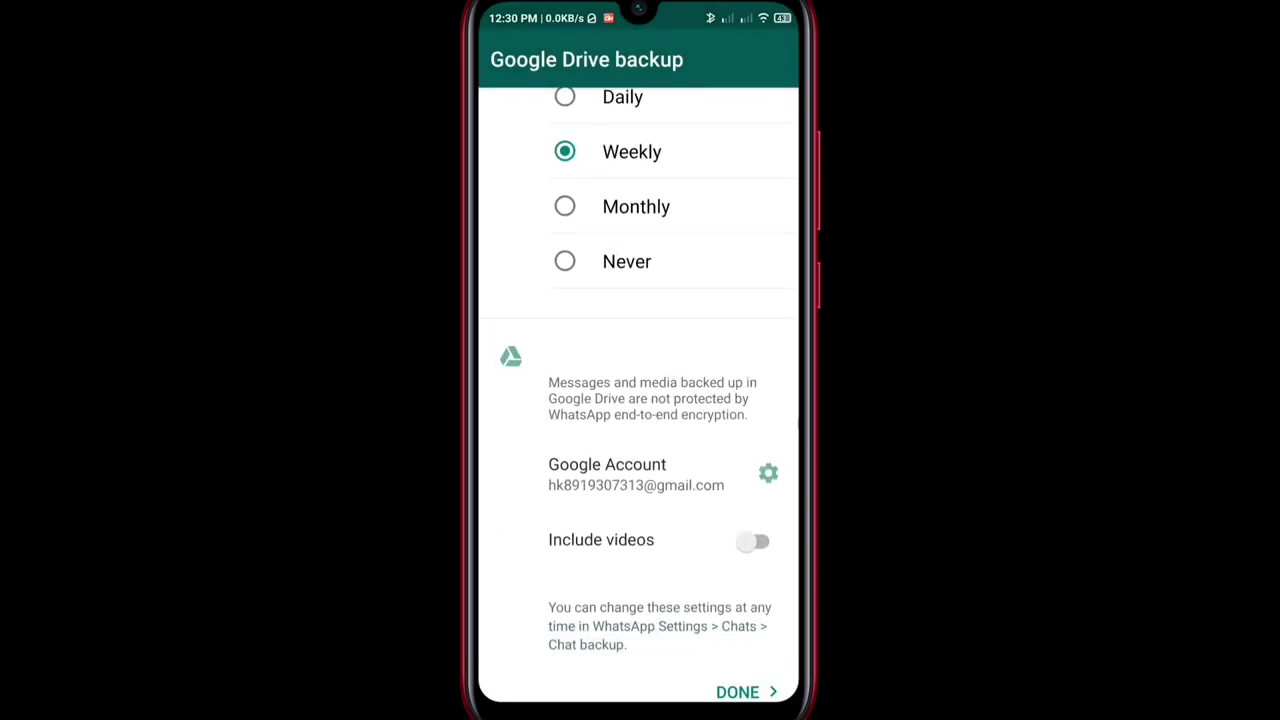 12:30 PM | 0.0KB/s
Google Drive backup
Daily
Weekly
Monthly
Never
Messages and media backed up in
Google Drive are not protected by
WhatsApp end-to-end encryption.
Google Account
hk8919307313@gmail.com
Include videos
You can change these settings at any
time in WhatsApp Settings > Chats >
Chat backup.
DONE >